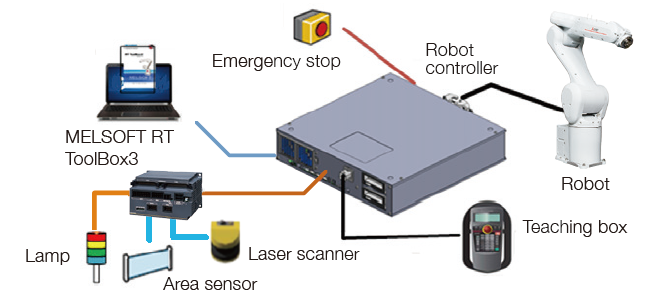 Emergency stop
Robot
controller
MELSOFT RT
ToolBox3
Robot
Teaching box
Lamp
Laser scanner
Area sensor